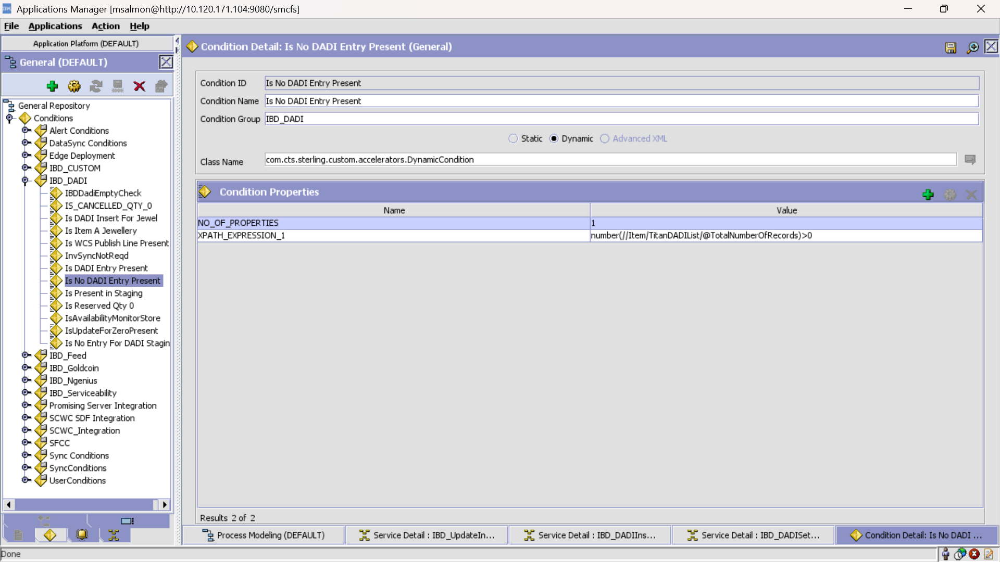 Applications Manager [msalmon@http://10.120.171.104:9080/smcfs]
File Applications Action Help
Application Platform (DEFAULT)
General (DEFAULT)
General Repository
Conditions
Alert Conditions
DataSync Conditions
Edge Deployment
IBD_CUSTOM
IBD_DADI
IBDDadiEmptyCheck
IS_CANCELLED_QTY_0
Is DADI Insert For Jewel
Is Item A Jewellery
Is WCS Publish Line Present
InvSyncNotReqd
Is DADI Entry Present
Is No DADI Entry Present
Is Present in Staging
Is Reserved Qty 0
IsAvailabilityMonitorStore
IsUpdateForZeroPresent
Is No Entry For DADI Stagin
IBD_Feed
IBD_Goldcoin
IBD_Ngenius
IBD_Serviceability
Promising Server Integration
SCWC SDF Integration
SCWC_Integration
SFCC
Sync Conditions
SyncConditions
UserConditions
Condition Detail: Is No DADI Entry Present (General)
Condition ID Is No DADI Entry Present
Condition Name Is No DADI Entry Present
Condition Group IBD_DADI
Static Dynamic Advanced XML
Class Name com.cts.sterling.custom.accelerators.DynamicCondition
Condition Properties
Name Value
NO_OF_PROPERTIES 1
XPATH_EXPRESSION_1 number(//Item/TitanDADIList/@TotalNumberOfRecords)>0
Results 2 of 2
Process Modeling (DEFAULT) Service Detail : IBD_UpdateIn... Service Detail : IBD_DADIIns... Service Detail : IBD_DADISet... Condition Detail: Is No DADI ...
Done